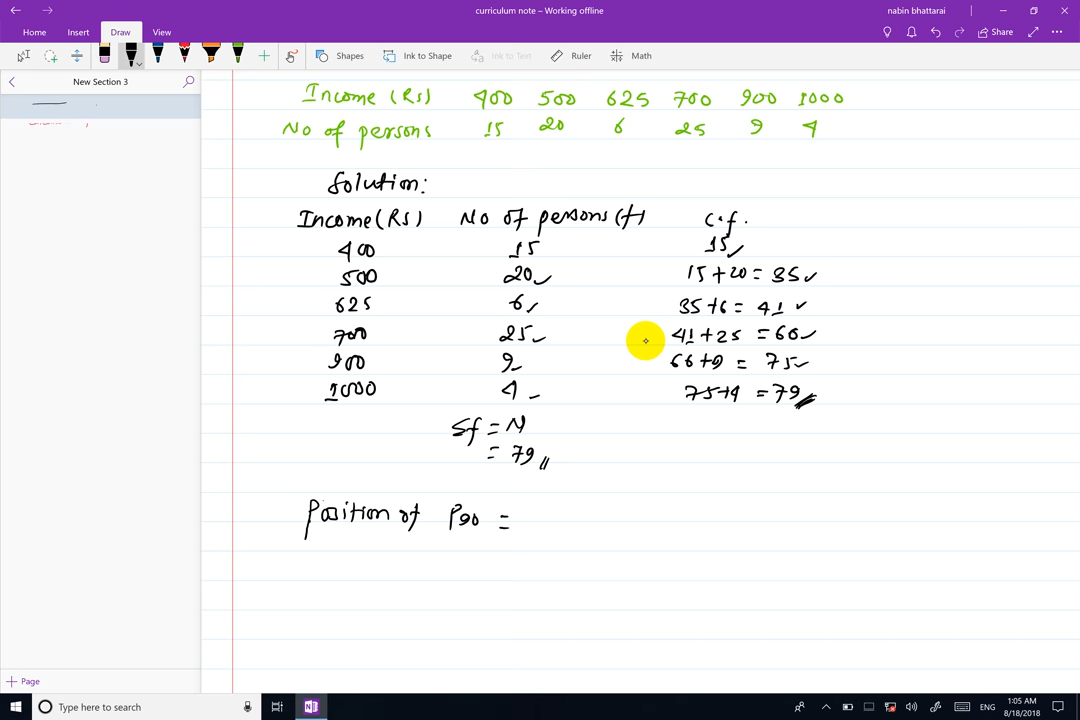 curriculum note - Working offline
nabin bhattarai
Home Insert Draw View
Share
Shapes Ink to Shape Ink to Text Ruler Math
New Section 3
Income (Rs) 400 500 625 700 900 1000
No of persons 15 20 6 25 9 4
Solution:
Income (Rs) No of persons (f) c.f.
400 15 15
500 20 15+20 = 35
625 6 35+6 = 41
700 25 41+25 = 66
900 9 66+9 = 75
1000 4 75+4 = 79
Σf = N
= 79
Position of P90 =
+ Page
Type here to search
ENG
1:05 AM
8/18/2018